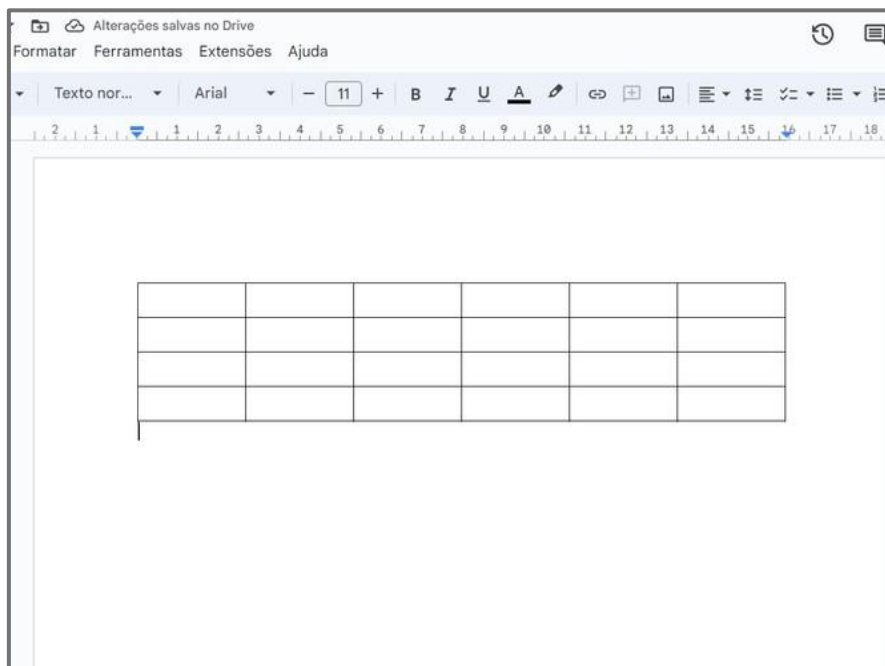 Alterações salvas no Drive
Formatar Ferramentas Extensões Ajuda
Texto nor... Arial − 11 + B I U A
2 1 1 2 3 4 5 6 7 8 9 10 11 12 13 14 15 16 17 18